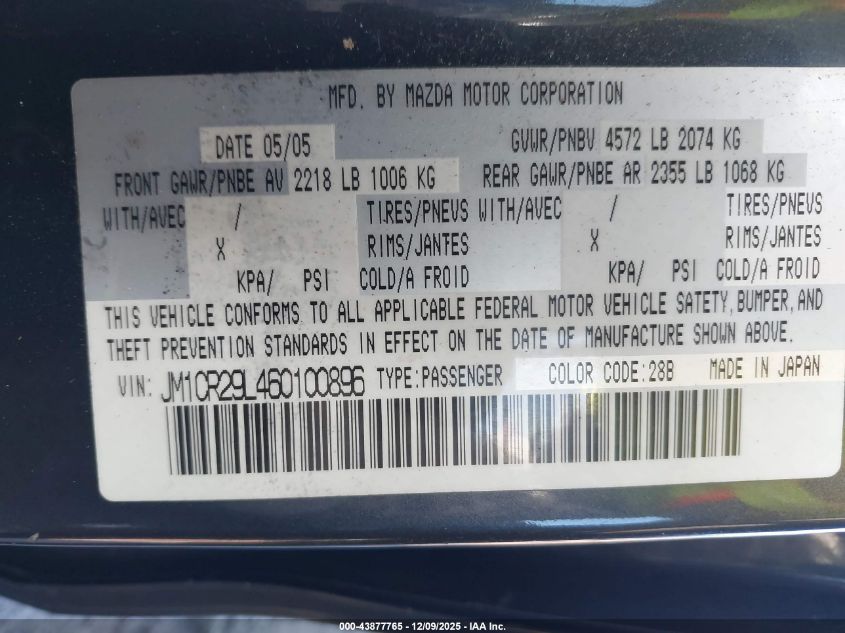 MFD. BY MAZDA MOTOR CORPORATION
DATE 05/05 GVWR/PNBV 4572 LB 2074 KG
FRONT GAWR/PNBE AV 2218 LB 1006 KG REAR GAWR/PNBE AR 2355 LB 1068 KG
WITH/AVEC / TIRES/PNEUS WITH/AVEC / TIRES/PNEUS
X RIMS/JANTES X RIMS/JANTES
KPA/ PSI COLD/A FROID KPA/ PSI COLD/A FROID
THIS VEHICLE CONFORMS TO ALL APPLICABLE FEDERAL MOTOR VEHICLE SAFETY, BUMPER, AND
THEFT PREVENTION STANDARDS IN EFFECT ON THE DATE OF MANUFACTURE SHOWN ABOVE.
VIN: JM1CR29L460100896 TYPE:PASSENGER COLOR CODE:28B MADE IN JAPAN
000-43877765 - 12/09/2025 - IAA Inc.